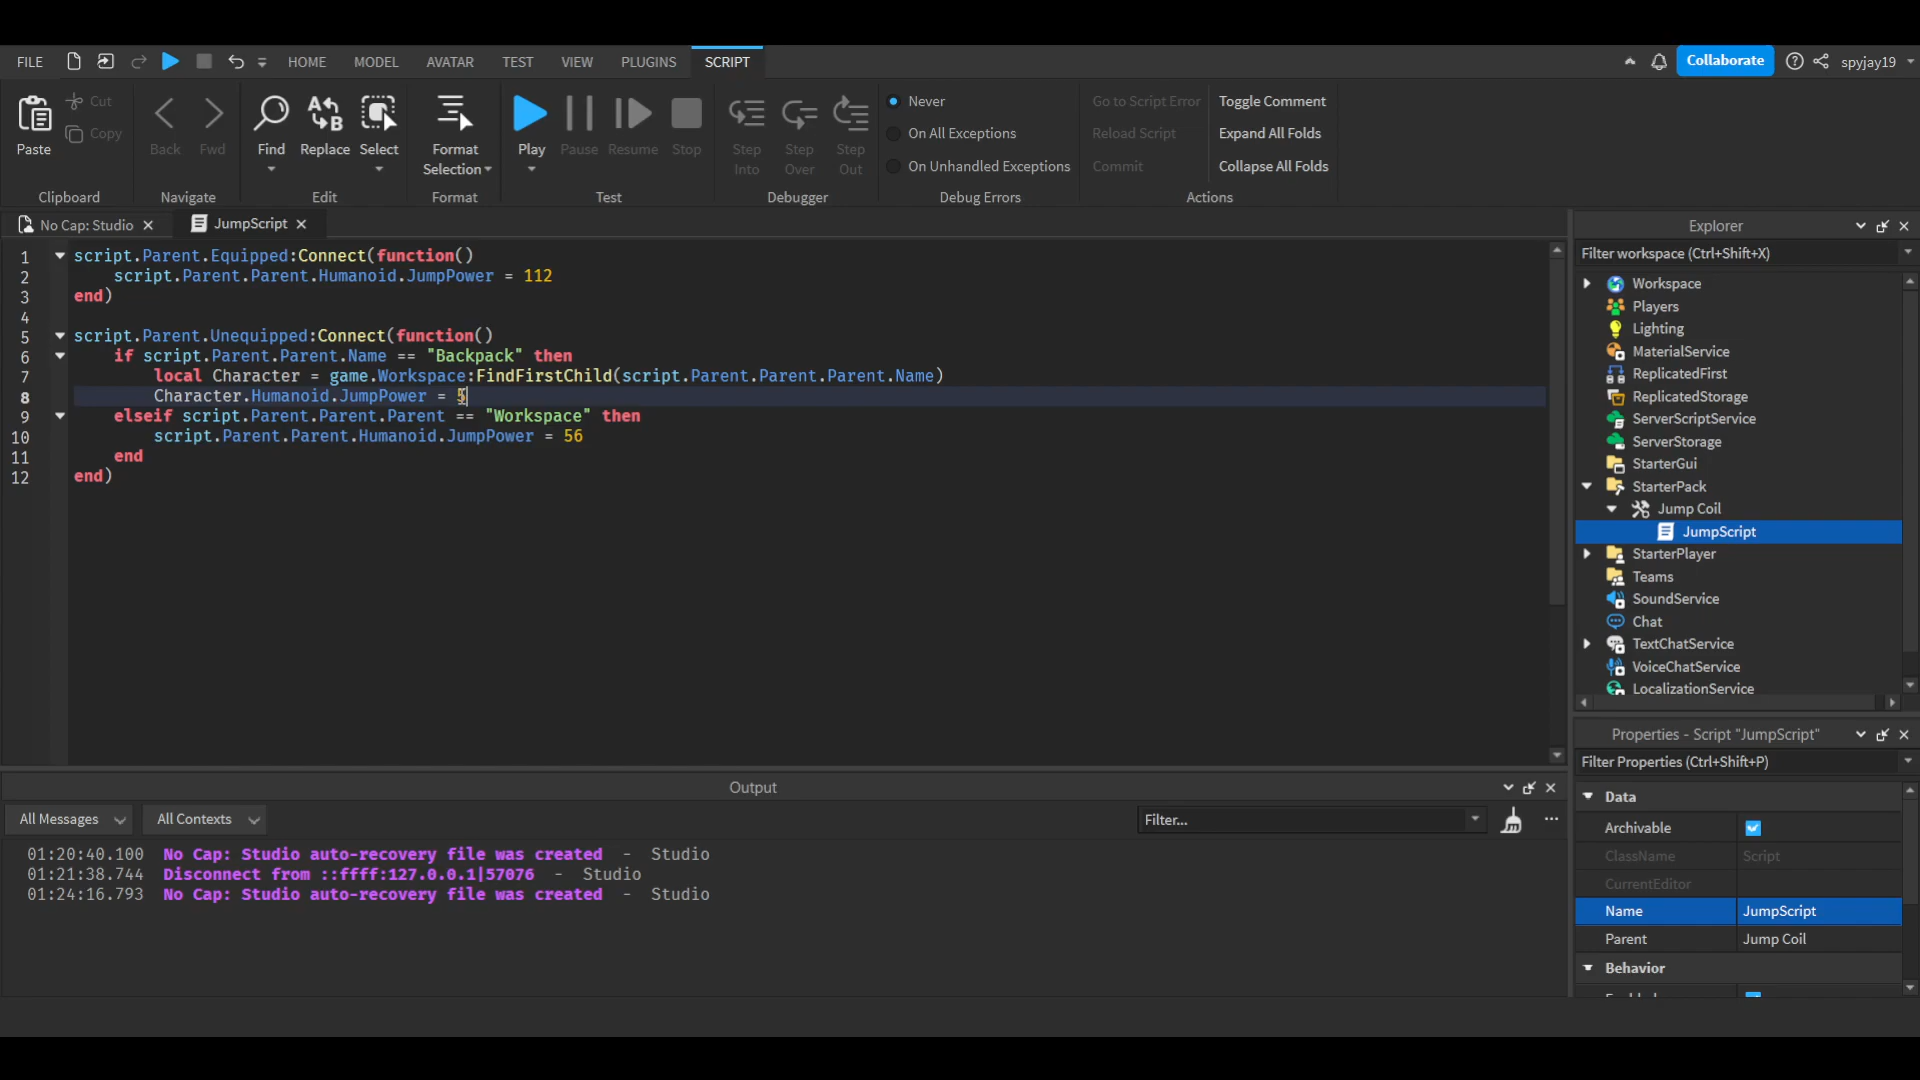 FILE HOME MODEL AVATAR TEST VIEW PLUGINS SCRIPT Collaborate spyjay19
Paste Cut Copy Back Fwd Find Replace Select Format Selection Play Pause Resume Stop Step Into Step Over Step Out
Never
On All Exceptions
On Unhandled Exceptions
Go to Script Error
Reload Script
Commit
Toggle Comment
Expand All Folds
Collapse All Folds
Clipboard Navigate Edit Format Test Debugger Debug Errors Actions
No Cap: Studio JumpScript
1 script.Parent.Equipped:Connect(function()
2 script.Parent.Parent.Humanoid.JumpPower = 112
3 end)
4
5 script.Parent.Unequipped:Connect(function()
6 if script.Parent.Parent.Name == "Backpack" then
7 local Character = game.Workspace:FindFirstChild(script.Parent.Parent.Parent.Name)
8 Character.Humanoid.JumpPower = 5
9 elseif script.Parent.Parent.Parent == "Workspace" then
10 script.Parent.Parent.Humanoid.JumpPower = 56
11 end
12 end)
Explorer
Filter workspace (Ctrl+Shift+X)
Workspace
Players
Lighting
MaterialService
ReplicatedFirst
ReplicatedStorage
ServerScriptService
ServerStorage
StarterGui
StarterPack
Jump Coil
JumpScript
StarterPlayer
Teams
SoundService
Chat
TextChatService
VoiceChatService
LocalizationService
Properties - Script "JumpScript"
Filter Properties (Ctrl+Shift+P)
Data
Archivable
ClassName Script
CurrentEditor
Name JumpScript
Parent Jump Coil
Behavior
Output
All Messages All Contexts Filter...
01:20:40.100 No Cap: Studio auto-recovery file was created - Studio
01:21:38.744 Disconnect from ::ffff:127.0.0.1|57076 - Studio
01:24:16.793 No Cap: Studio auto-recovery file was created - Studio